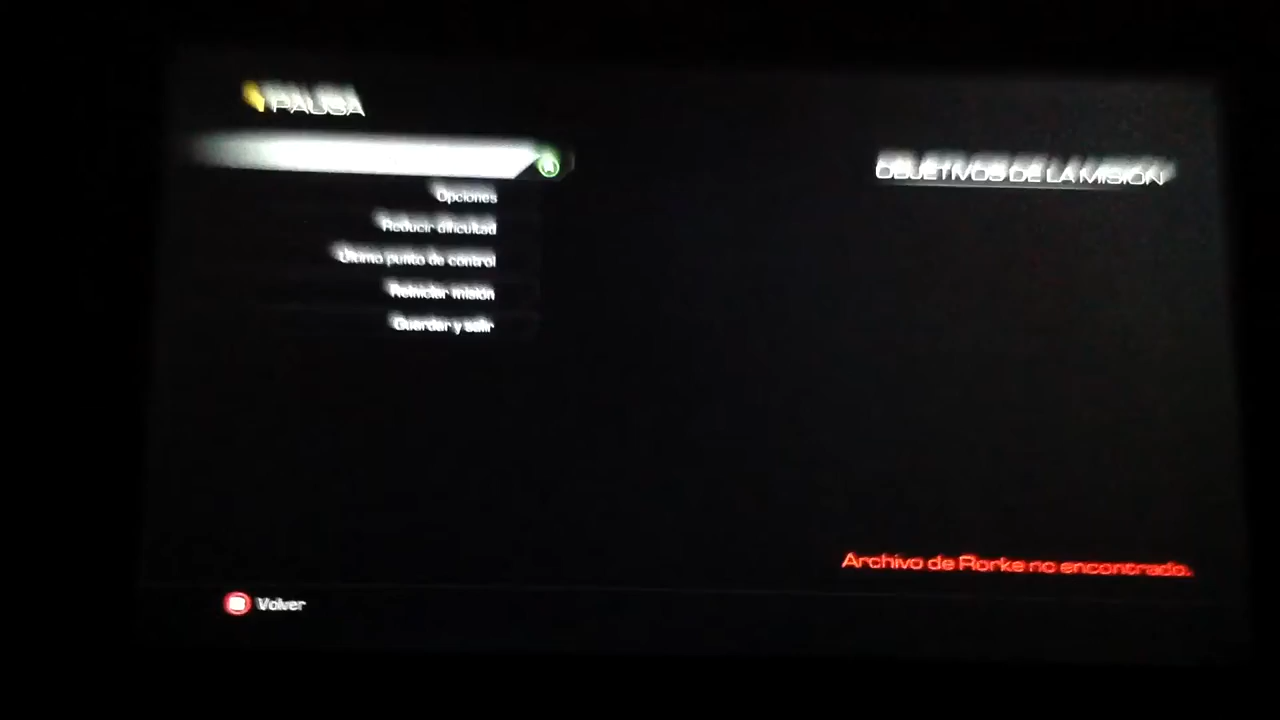 PAUSA
OBJETIVOS DE LA MISIÓN
Opciones
Reducir dificultad
Último punto de control
Reiniciar misión
Guardar y salir
Archivo de Rorke no encontrado.
Volver